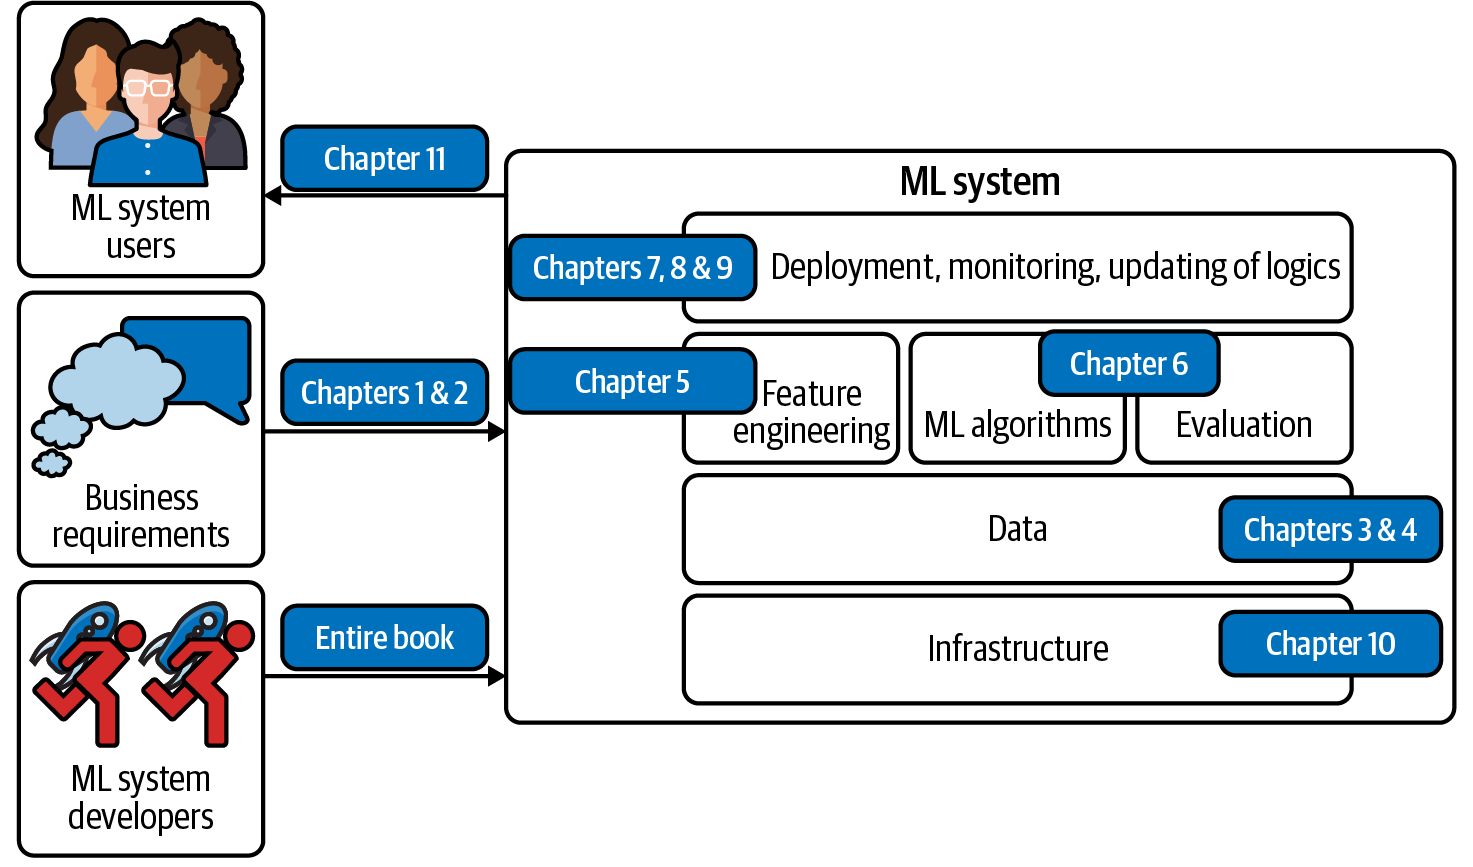 ML system
users
Chapter 11
Business
requirements
Chapters 1 & 2
ML system
developers
Entire book
ML system
Chapters 7, 8 & 9
Deployment, monitoring, updating of logics
Chapter 5
Feature
engineering
Chapter 6
ML algorithms
Evaluation
Data
Chapters 3 & 4
Infrastructure
Chapter 10